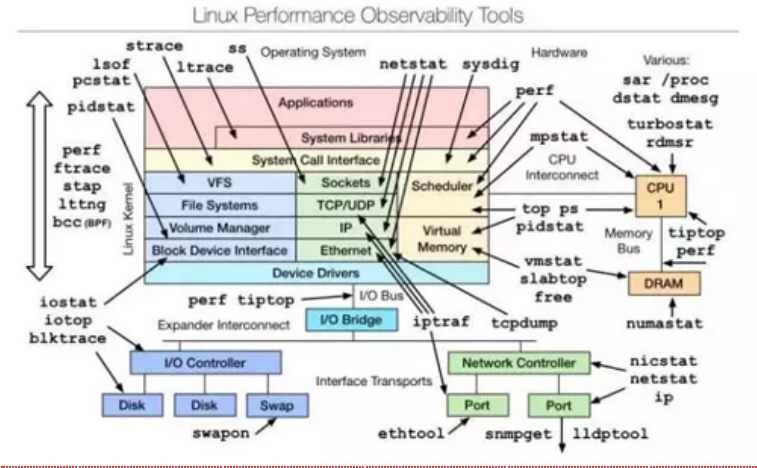 Linux Performance Observability Tools
strace
ss
Operating System
netstat
sysdig
Hardware
Various:
lsof
ltrace
pcstat
perf
sar /proc
dstat dmesg
pidstat
Applications
turbostat
rdmsr
System Libraries
mpstat
perf
ftrace
stap
lttng
bcc (BPF)
System Call Interface
CPU
Interconnect
Linux Kernel
VFS
Sockets
Scheduler
CPU
1
File Systems
TCP/UDP
top ps
pidstat
Volume Manager
IP
Virtual
Memory
Memory
Bus
tiptop
perf
Block Device Interface
Ethernet
vmstat
slabtop
free
Device Drivers
DRAM
iostat
iotop
blktrace
perf tiptop
I/O Bus
Expander Interconnect
I/O Bridge
iptraf
tcpdump
numastat
I/O Controller
Network Controller
nicstat
netstat
ip
Interface Transports
Disk
Disk
Swap
Port
Port
swapon
ethtool
snmpget
lldptool